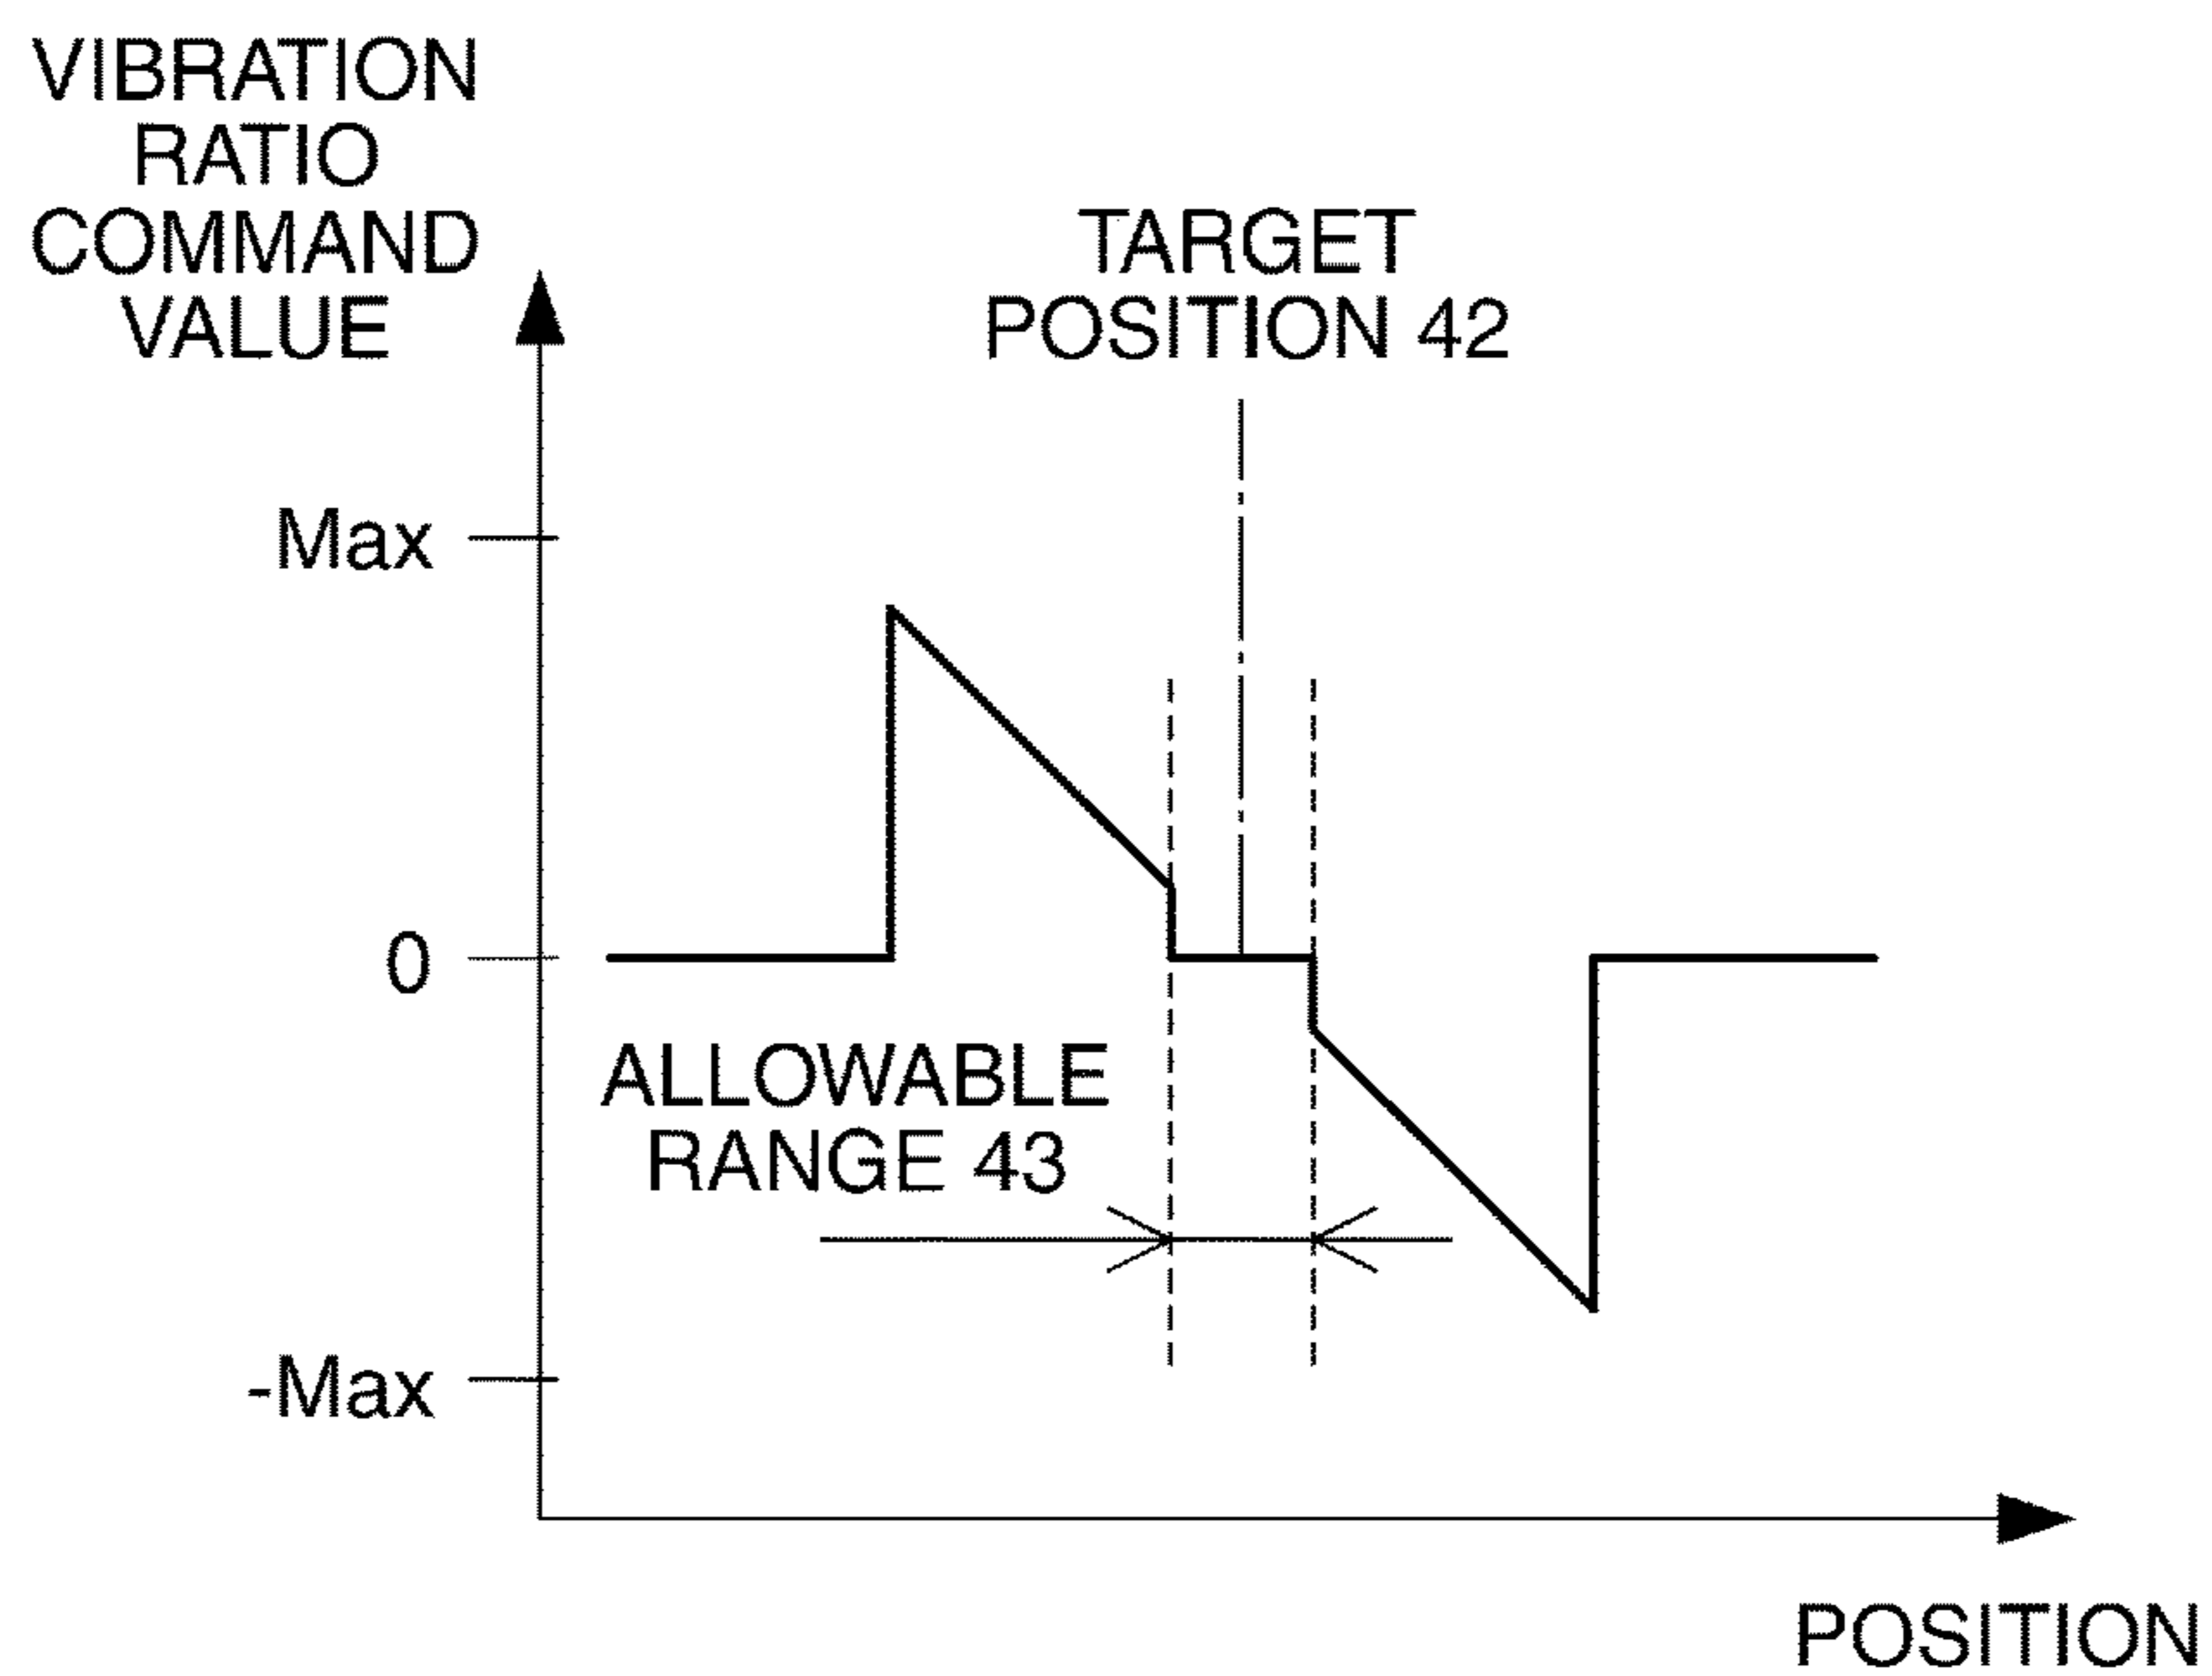 VIBRATION
RATIO
COMMAND
VALUE
TARGET
POSITION 42
Max
0
ALLOWABLE
RANGE 43
-Max
POSITION